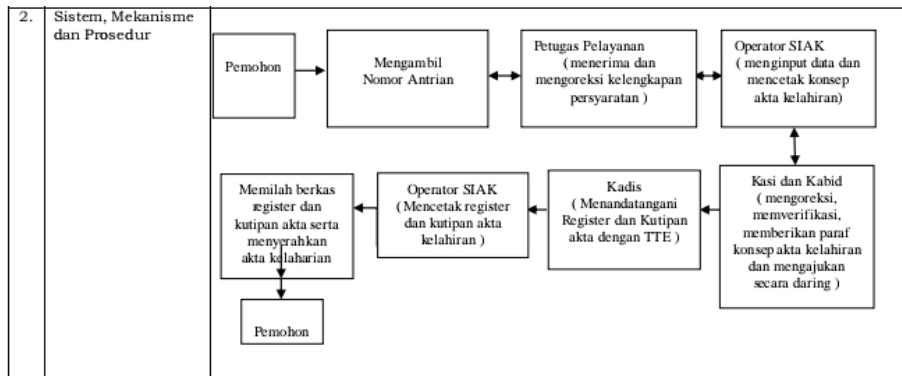 2.
Sistem, Mekanisme
dan Prosedur
Pemohon
Mengambil
Nomor Antrian
Petugas Pelayanan
( menerima dan
mengoreksi kelengkapan
persyaratan )
Operator SIAK
( menginput data dan
mencetak konsep
akta kelahiran)
Kasi dan Kabid
( mengoreksi,
memverifikasi,
memberikan paraf
konsep akta kelahiran
dan mengajukan
secara daring )
Kadis
( Menandatangani
Register dan Kutipan
akta dengan TTE )
Operator SIAK
( Mencetak register
dan kutipan akta
kelahiran )
Memilah berkas
register dan
kutipan akta serta
menyerahkan
akta kelaharian
Pemohon